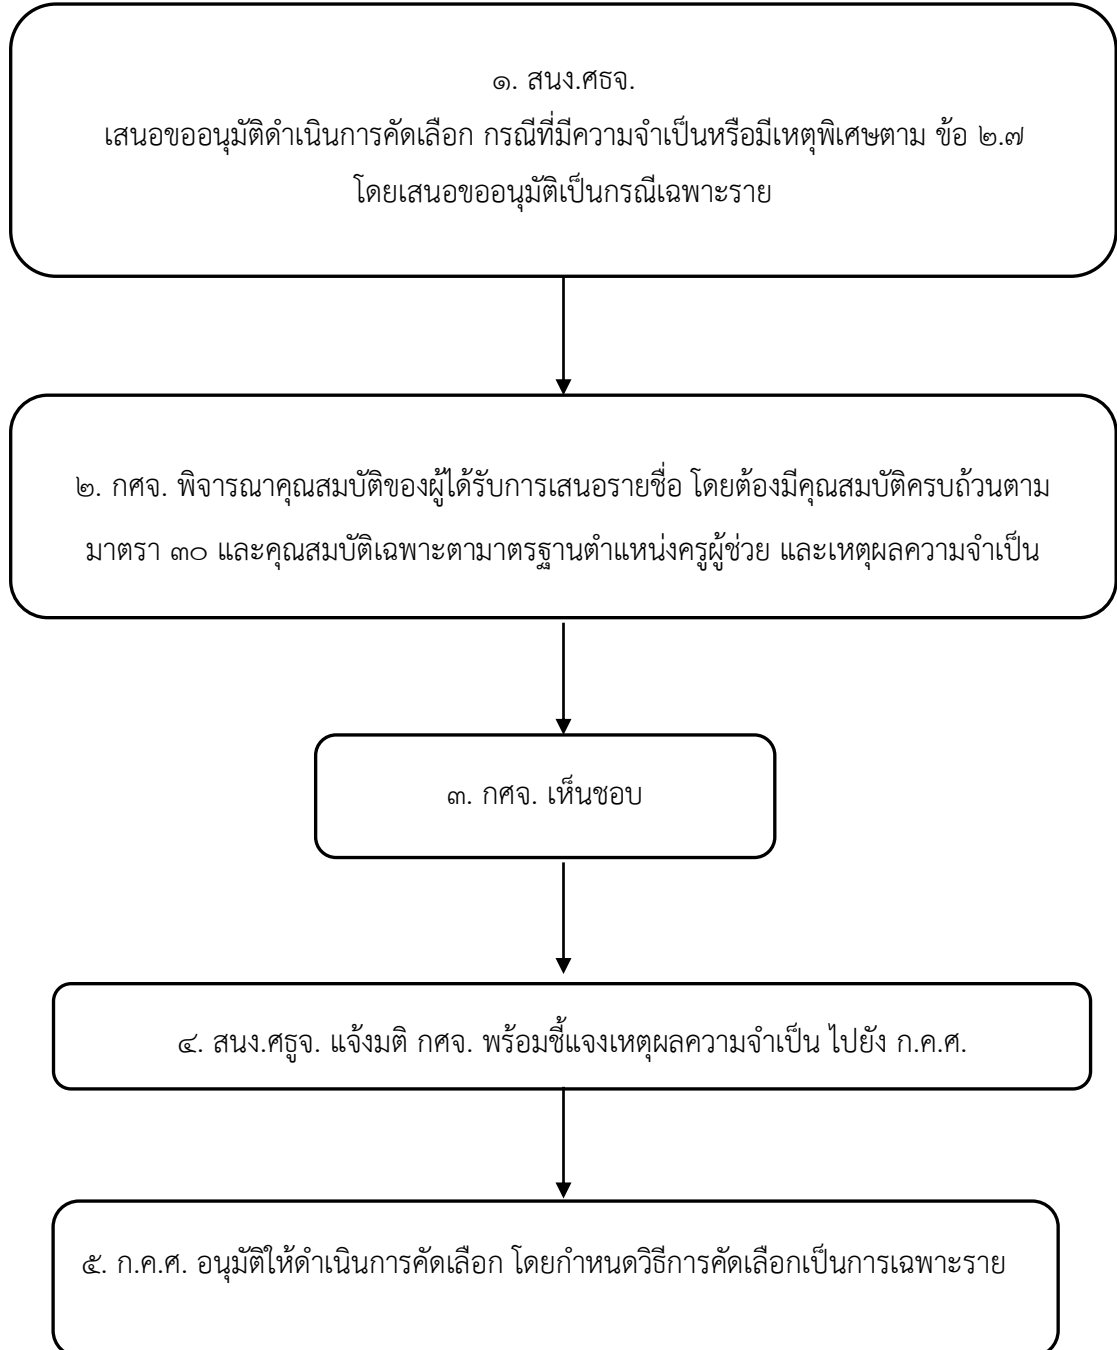 ๑. สนง.ศธจ.
เสนอขออนุมัติดำเนินการคัดเลือก กรณีที่มีความจำเป็นหรือมีเหตุพิเศษตาม ข้อ ๒.๗
โดยเสนอขออนุมัติเป็นกรณีเฉพาะราย
๒. กศจ. พิจารณาคุณสมบัติของผู้ได้รับการเสนอรายชื่อ โดยต้องมีคุณสมบัติครบถ้วนตาม
มาตรา ๓๐ และคุณสมบัติเฉพาะตามาตรฐานตำแหน่งครูผู้ช่วย และเหตุผลความจำเป็น
๓. กศจ. เห็นชอบ
๔. สนง.ศธูจ. แจ้งมติ กศจ. พร้อมชี้แจงเหตุผลความจำเป็น ไปยัง ก.ค.ศ.
๕. ก.ค.ศ. อนุมัติให้ดำเนินการคัดเลือก โดยกำหนดวิธีการคัดเลือกเป็นการเฉพาะราย